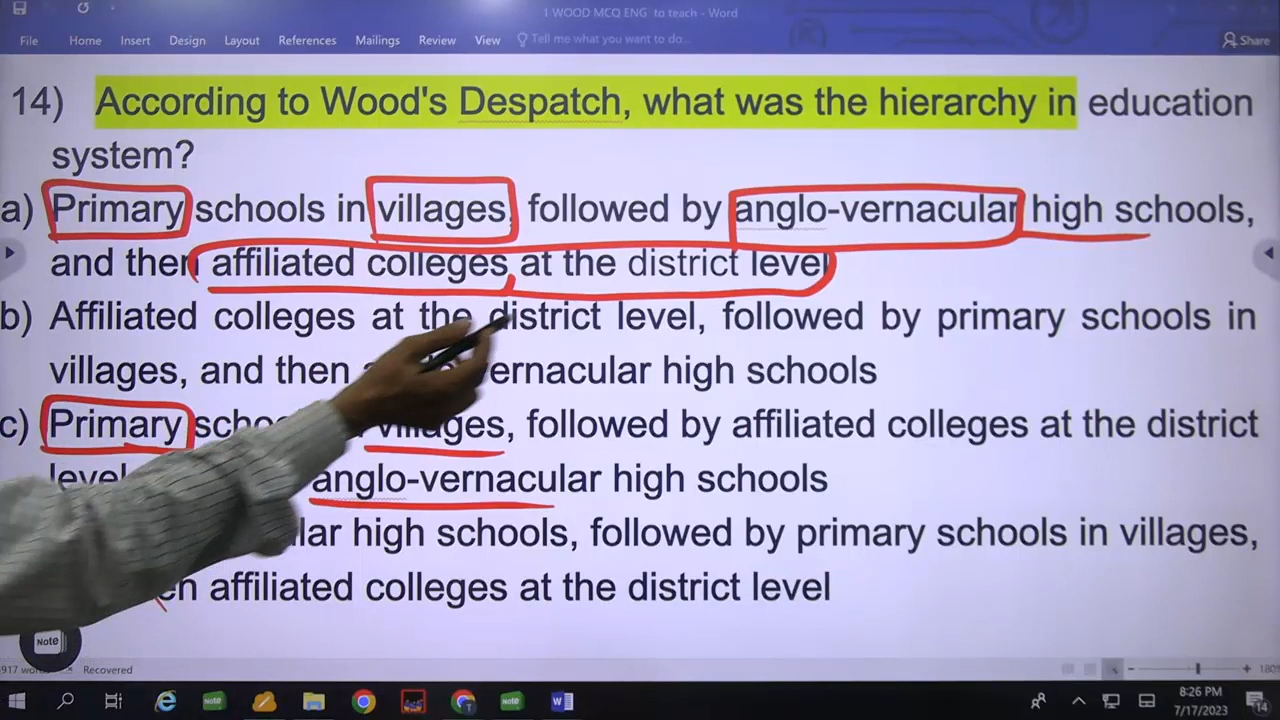 1 WOOD MCQ ENG to teach - Word
File Home Insert Design Layout References Mailings Review View Tell me what you want to do... Share
14) According to Wood's Despatch, what was the hierarchy in education
system?
a) Primary schools in villages, followed by anglo-vernacular high schools,
and then affiliated colleges at the district level
b) Affiliated colleges at the district level, followed by primary schools in
villages, and then vernacular high schools
c) Primary villages, followed by affiliated colleges at the district
level anglo-vernacular high schools
high schools, followed by primary schools in villages,
affiliated colleges at the district level
Note
Recovered
Note Note
8:26 PM
7/17/2023
14